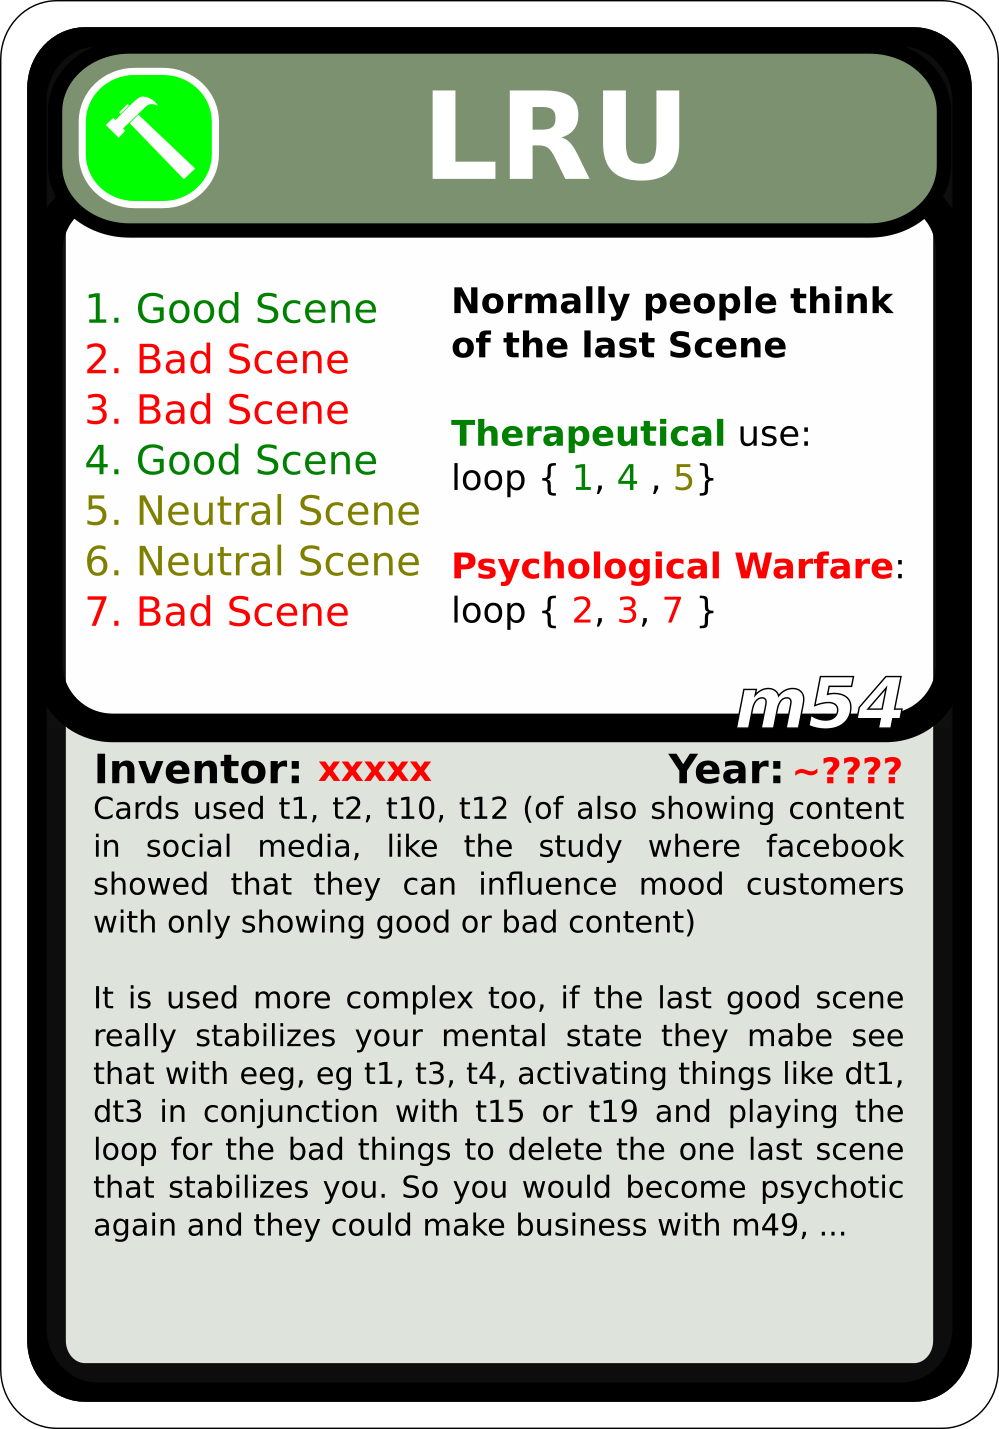 LRU
1. Good Scene
2. Bad Scene
3. Bad Scene
4. Good Scene
5. Neutral Scene
6. Neutral Scene
7. Bad Scene
Normally people think
of the last Scene
Therapeutical use:
loop { 1, 4 , 5}
Psychological Warfare:
loop { 2, 3, 7 }
m54
Inventor: xxxxx Year: ~????
Cards used t1, t2, t10, t12 (of also showing content
in social media, like the study where facebook
showed that they can influence mood customers
with only showing good or bad content)
It is used more complex too, if the last good scene
really stabilizes your mental state they mabe see
that with eeg, eg t1, t3, t4, activating things like dt1,
dt3 in conjunction with t15 or t19 and playing the
loop for the bad things to delete the one last scene
that stabilizes you. So you would become psychotic
again and they could make business with m49, ...